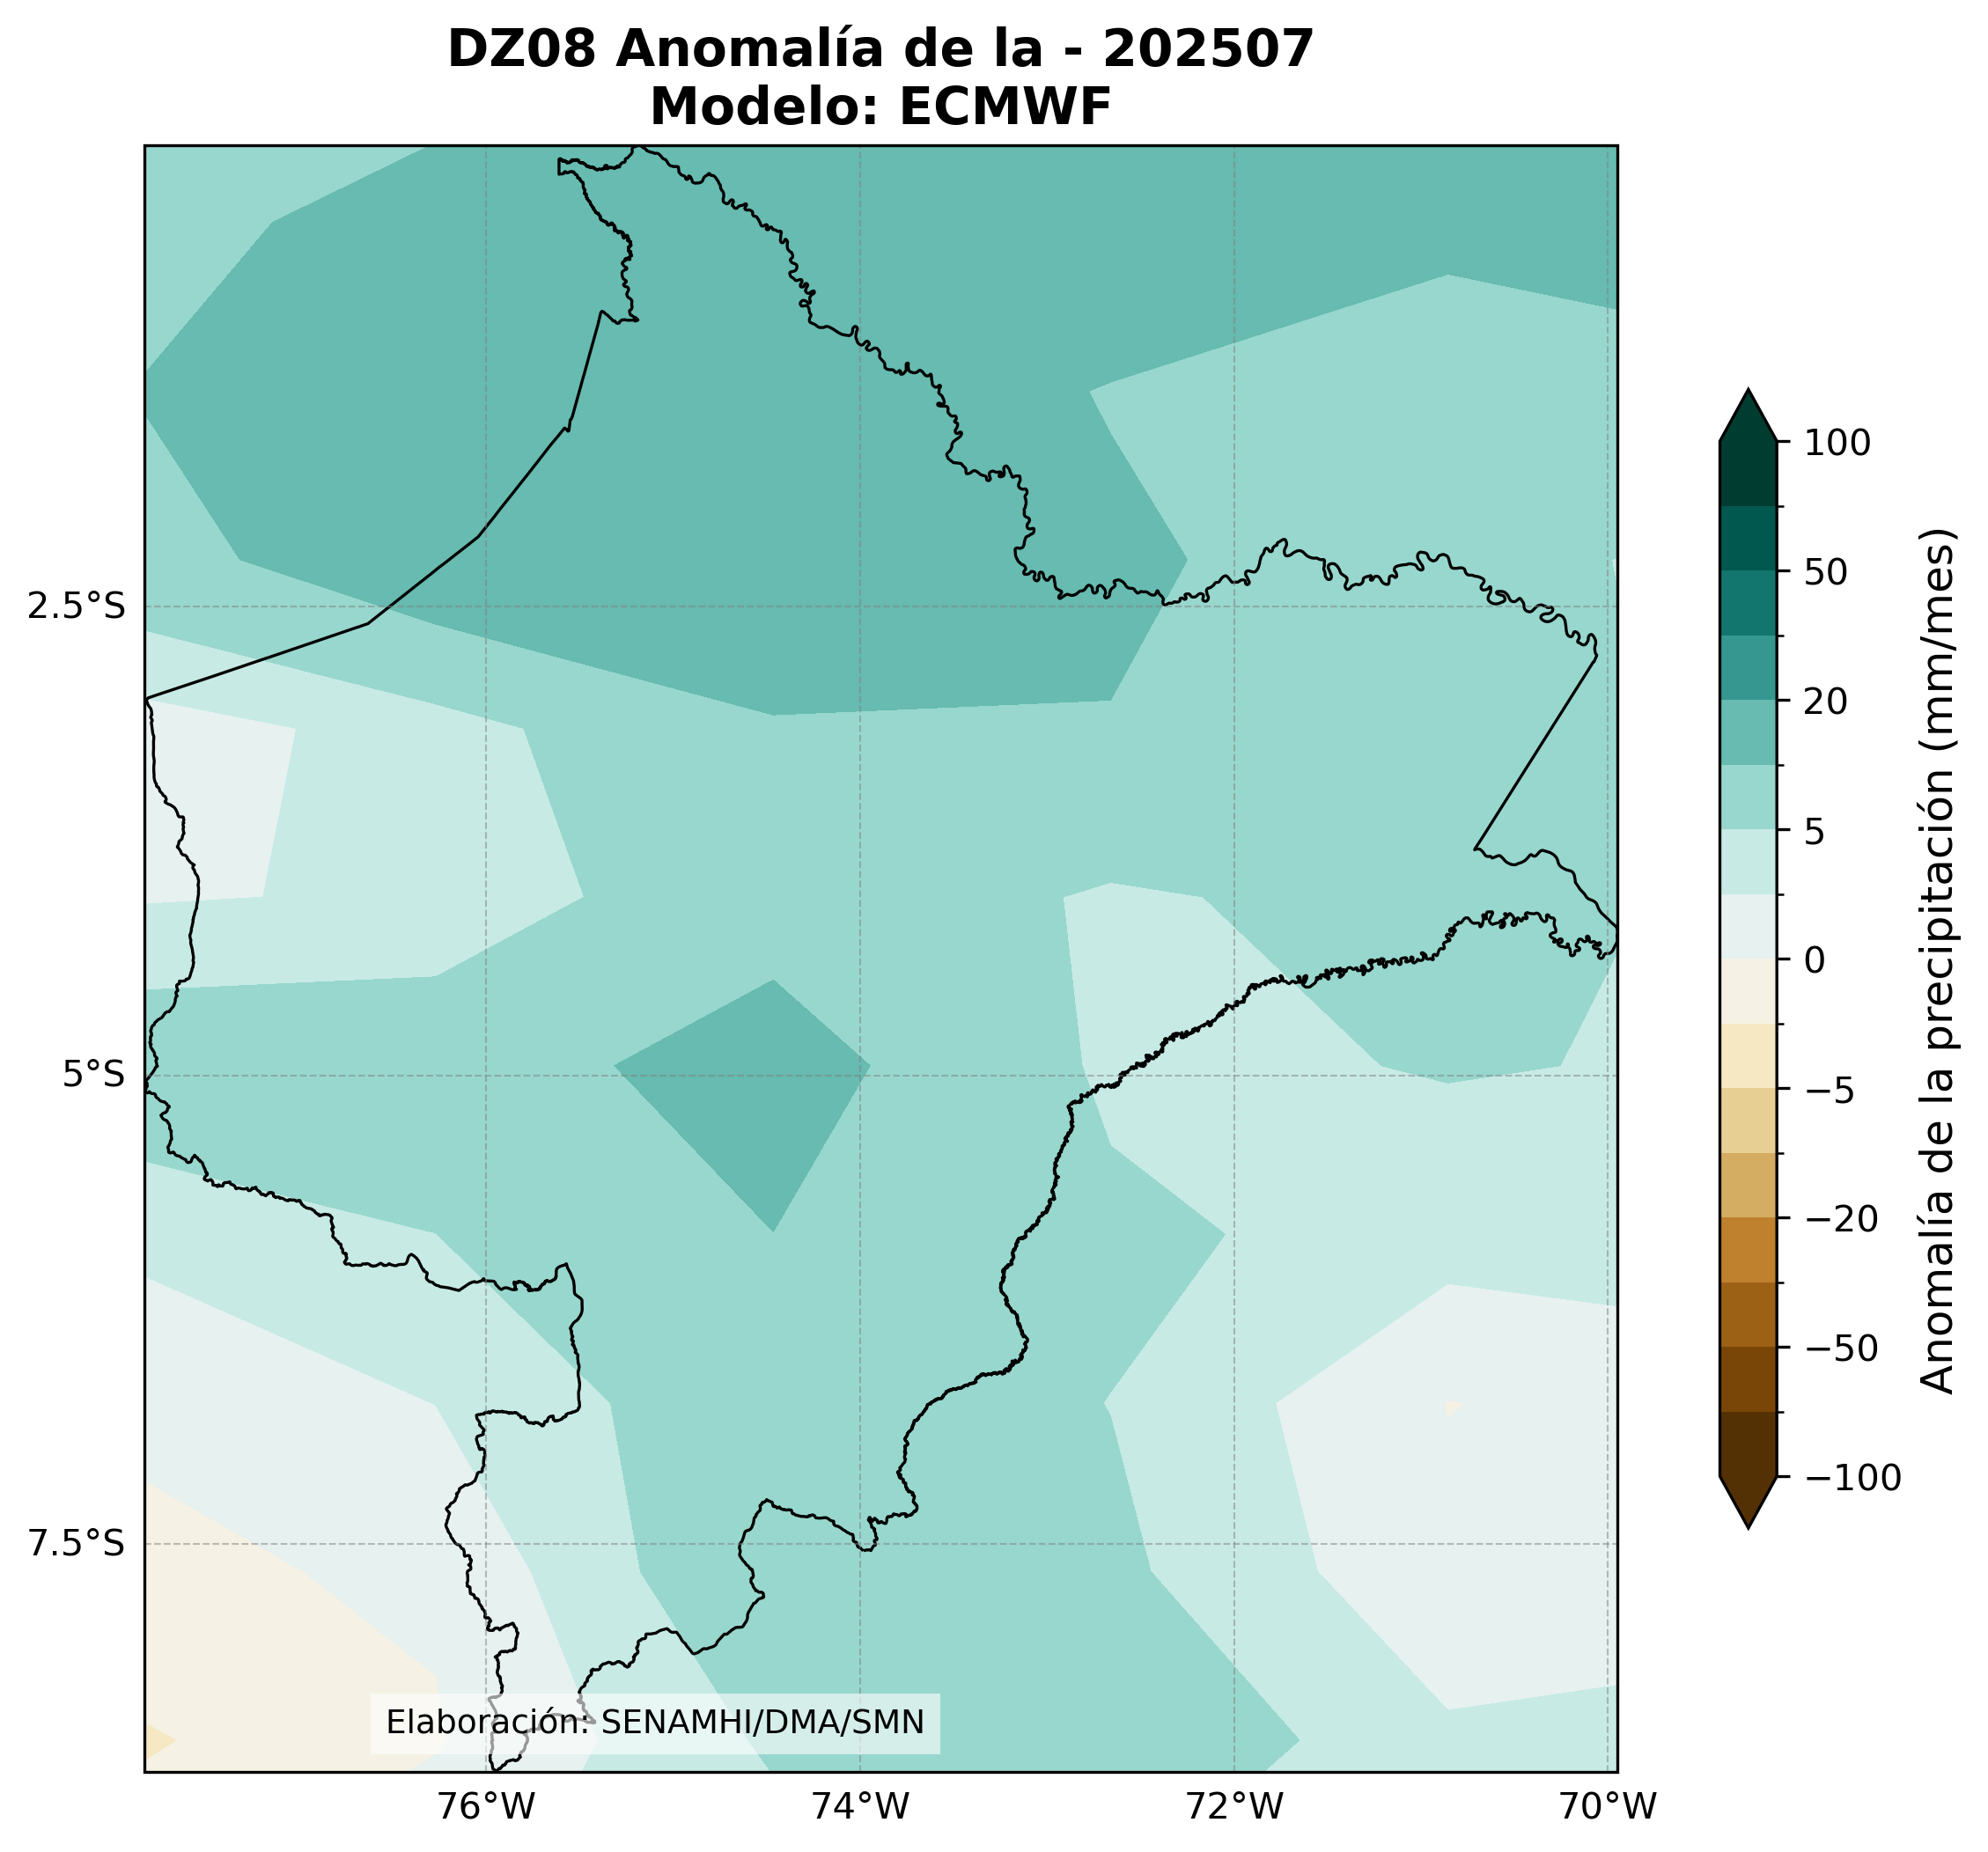 DZ08 Anomalía de la - 202507
Modelo: ECMWF
2.5°S
5°S
7.5°S
76°W
74°W
72°W
70°W
Elaboración: SENAMHI/DMA/SMN
100
50
20
5
0
−5
−20
−50
−100
Anomalía de la precipitación (mm/mes)